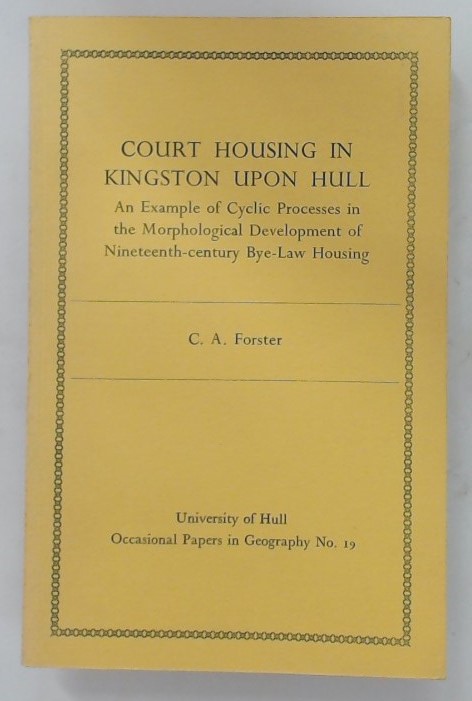 COURT HOUSING IN
KINGSTON UPON HULL
An Example of Cyclic Processes in
the Morphological Development of
Nineteenth-century Bye-Law Housing
C. A. Forster
University of Hull
Occasional Papers in Geography No. 19